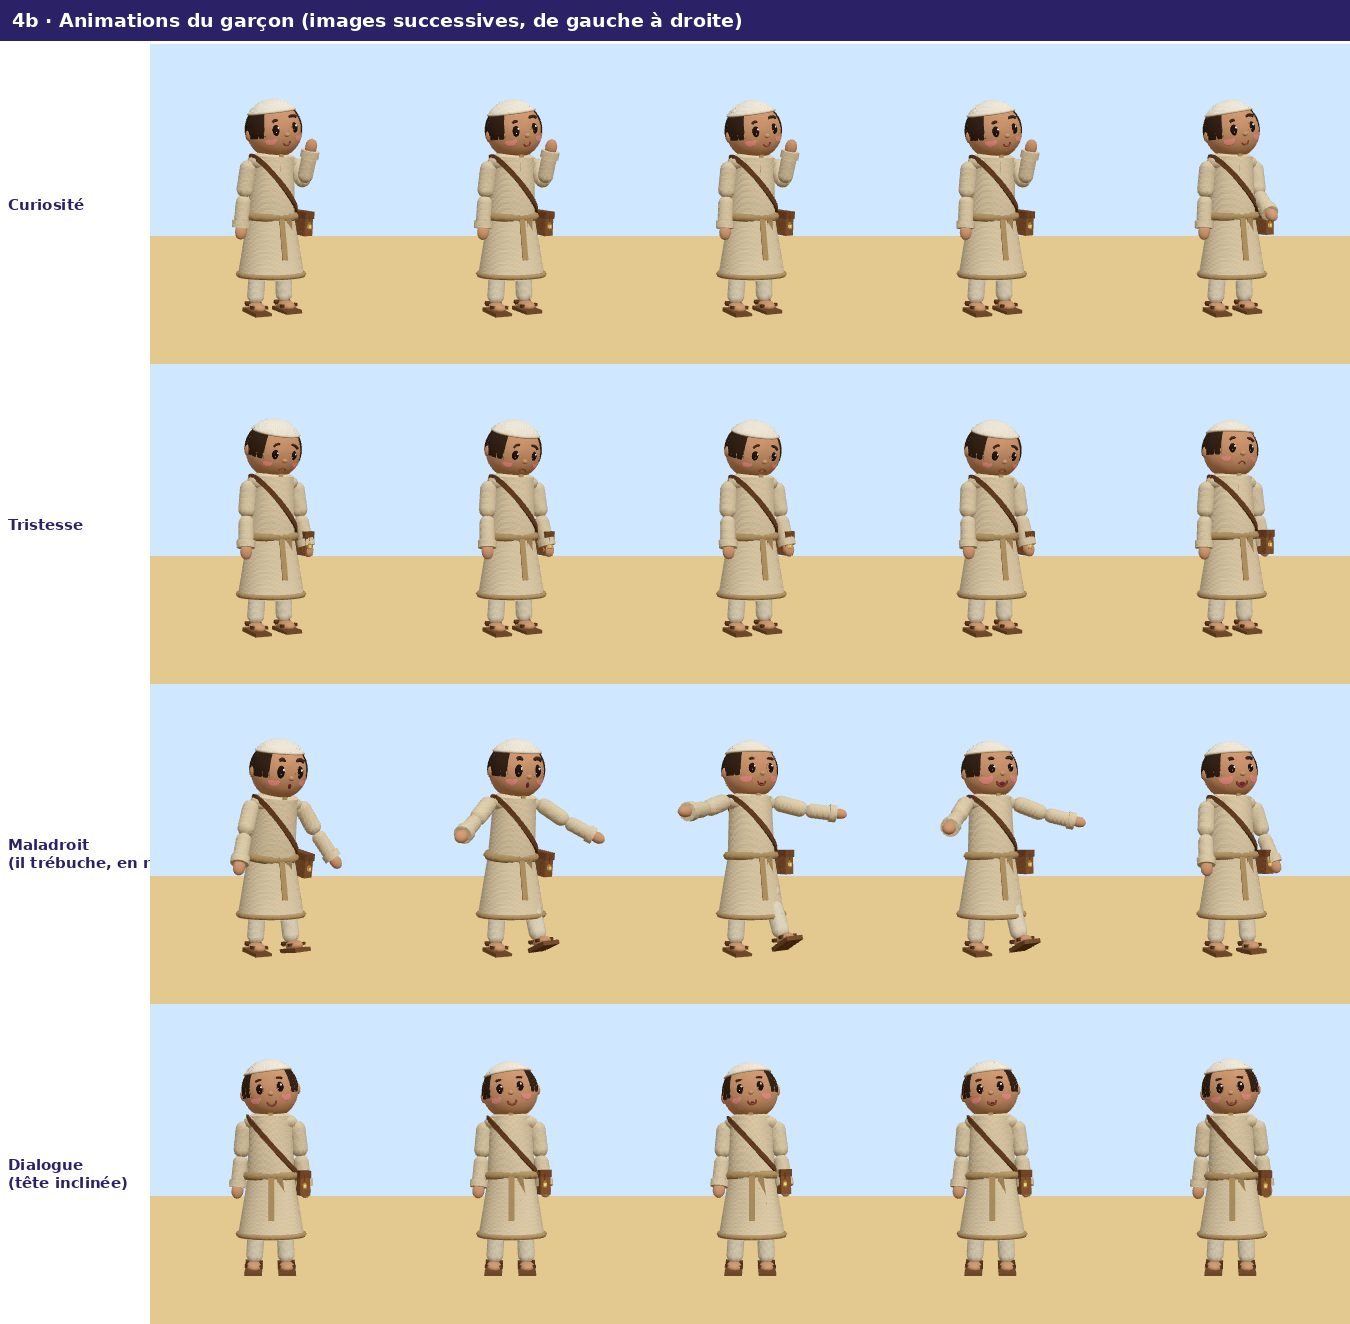 4b · Animations du garçon (images successives, de gauche à droite)
Curiosité
Tristesse
Maladroit
(il trébuche, en r
Dialogue
(tête inclinée)